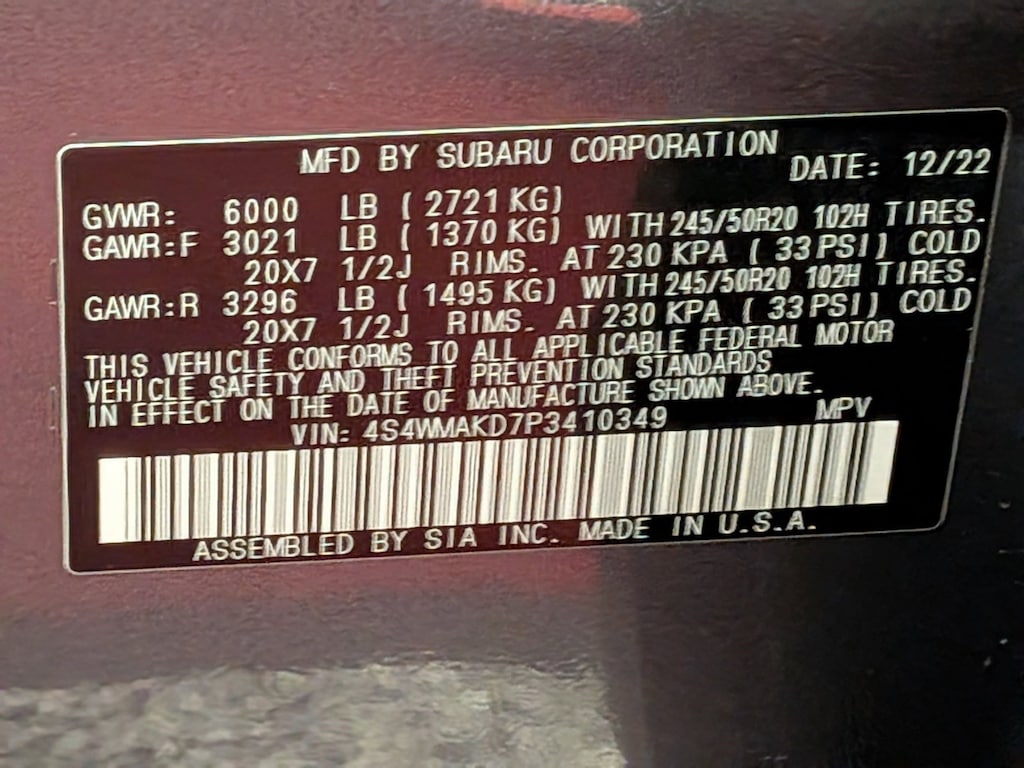 MFD BY SUBARU CORPORATION DATE: 12/22
GVWR: 6000 LB ( 2721 KG)
GAWR:F 3021 LB ( 1370 KG) WITH 245/50R20 102H TIRES.
20X7 1/2J RIMS. AT 230 KPA ( 33 PSI) COLD
GAWR:R 3296 LB ( 1495 KG) WITH 245/50R20 102H TIRES.
20X7 1/2J RIMS. AT 230 KPA ( 33 PSI) COLD
THIS VEHICLE CONFORMS TO ALL APPLICABLE FEDERAL MOTOR
VEHICLE SAFETY AND THEFT PREVENTION STANDARDS
IN EFFECT ON THE DATE OF MANUFACTURE SHOWN ABOVE.
VIN: 4S4WMAKD7P3410349 MPV
ASSEMBLED BY SIA INC. MADE IN U.S.A.